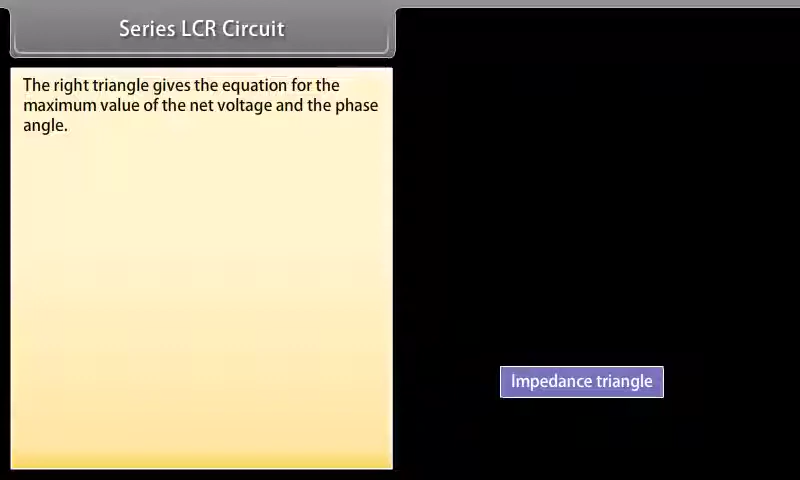 Series LCR Circuit
The right triangle gives the equation for the
maximum value of the net voltage and the phase
angle.
Impedance triangle